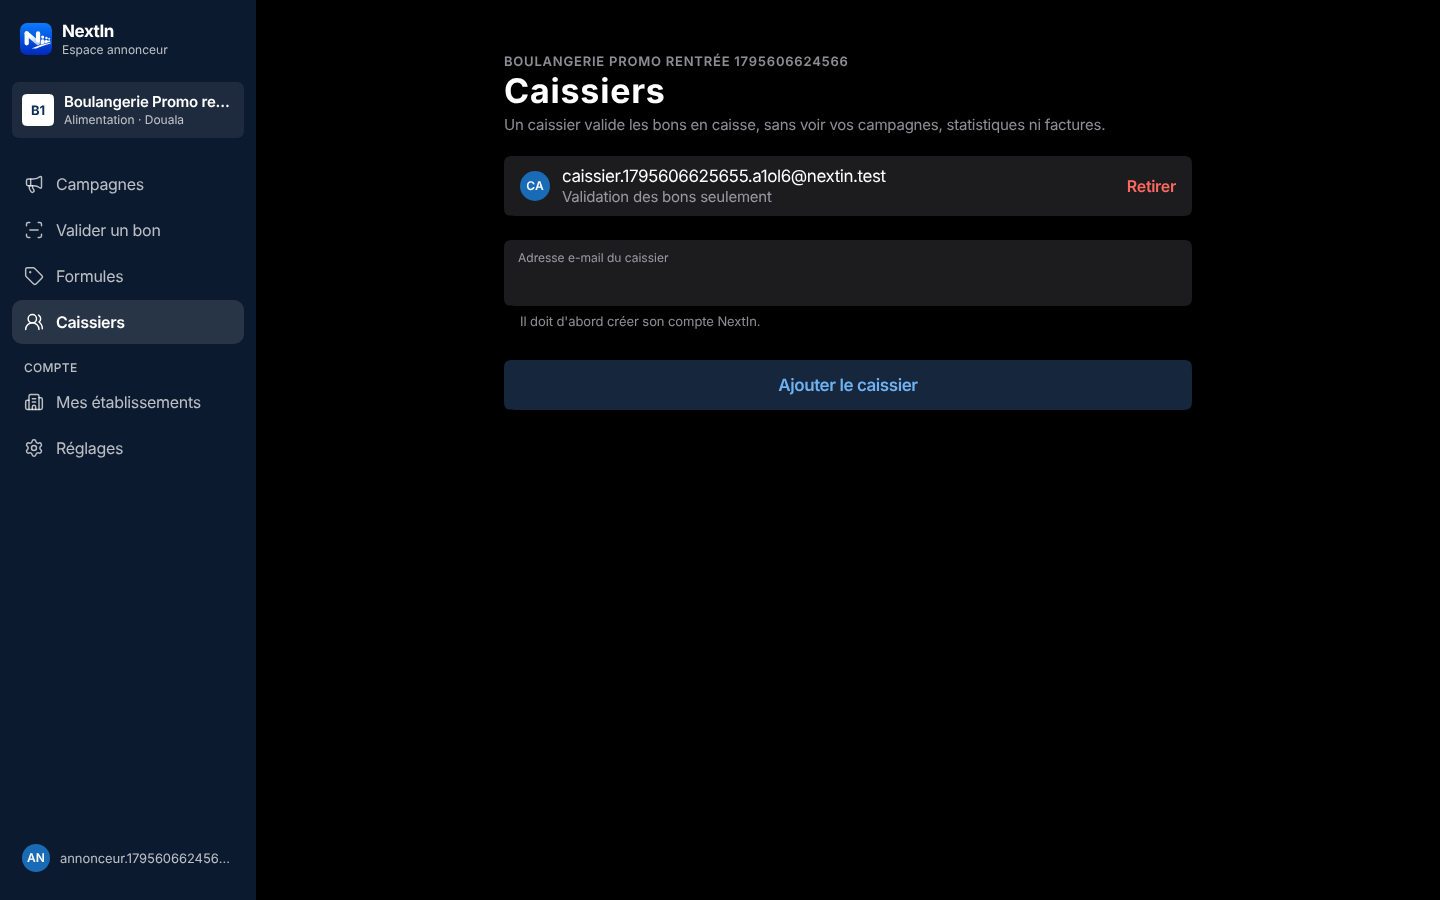 NextIn
Espace annonceur
B1
Boulangerie Promo re...
Alimentation · Douala
Campagnes
Valider un bon
Formules
Caissiers
COMPTE
Mes établissements
Réglages
AN
annonceur.179560662456...
BOULANGERIE PROMO RENTRÉE 1795606624566
Caissiers
Un caissier valide les bons en caisse, sans voir vos campagnes, statistiques ni factures.
CA
caissier.1795606625655.a1ol6@nextin.test
Validation des bons seulement
Retirer
Adresse e-mail du caissier
Il doit d'abord créer son compte NextIn.
Ajouter le caissier